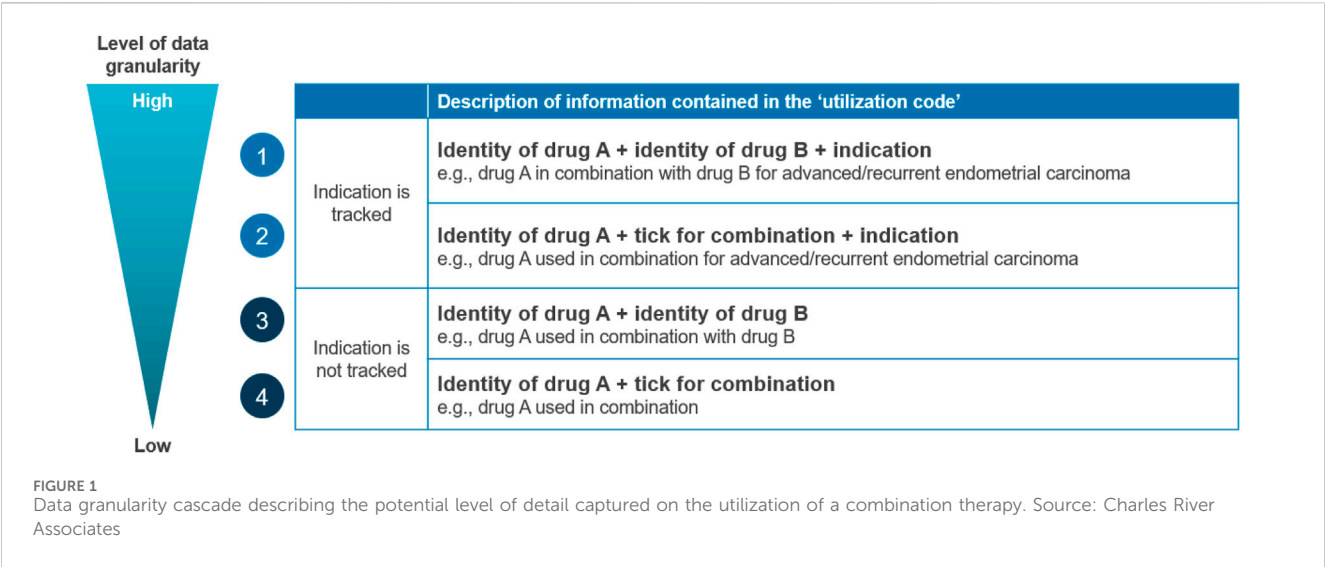 Level of data
granularity
High
Low
Description of information contained in the ‘utilization code’
Indication is
tracked
1
Identity of drug A + identity of drug B + indication
e.g., drug A in combination with drug B for advanced/recurrent endometrial carcinoma
2
Identity of drug A + tick for combination + indication
e.g., drug A used in combination for advanced/recurrent endometrial carcinoma
Indication is
not tracked
3
Identity of drug A + identity of drug B
e.g., drug A used in combination with drug B
4
Identity of drug A + tick for combination
e.g., drug A used in combination
FIGURE 1
Data granularity cascade describing the potential level of detail captured on the utilization of a combination therapy. Source: Charles River
Associates